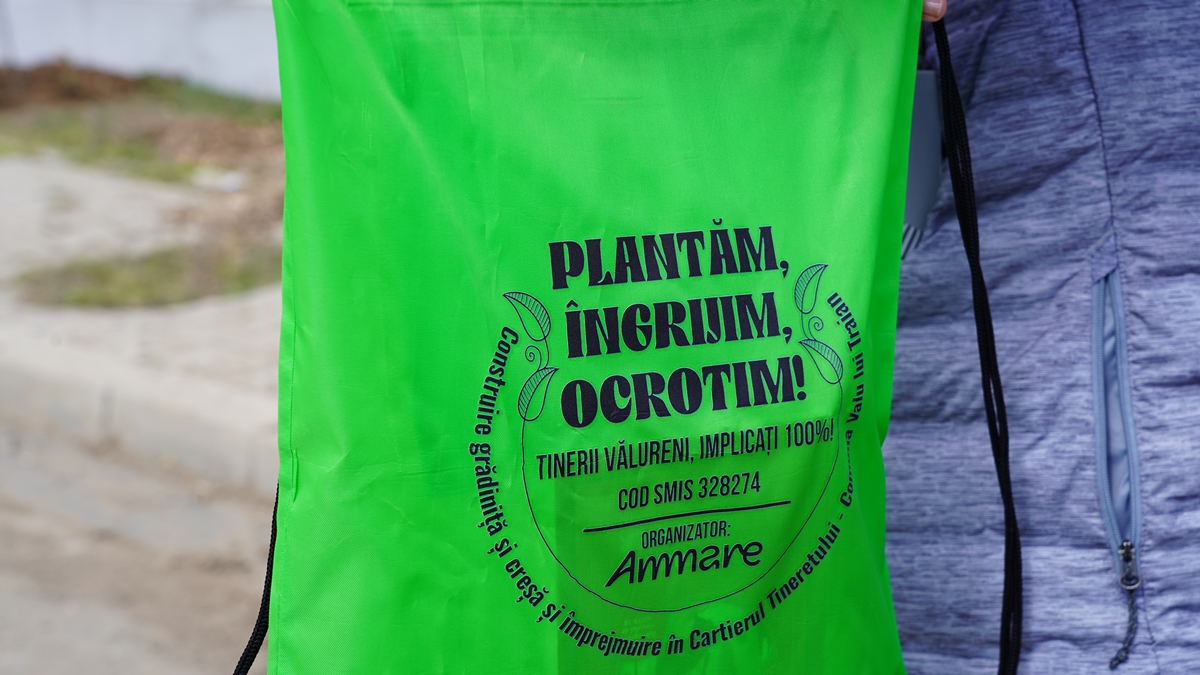 PLANTĂM,
ÎNGRIJIM,
OCROTIM!
TINERII VĂLURENI, IMPLICAȚI 100%!
COD SMIS 328274
ORGANIZATOR:
Ammare
Construire grădiniță și creșă și împrejmuire în Cartierul Tineretului - Comuna Valu lui Traian